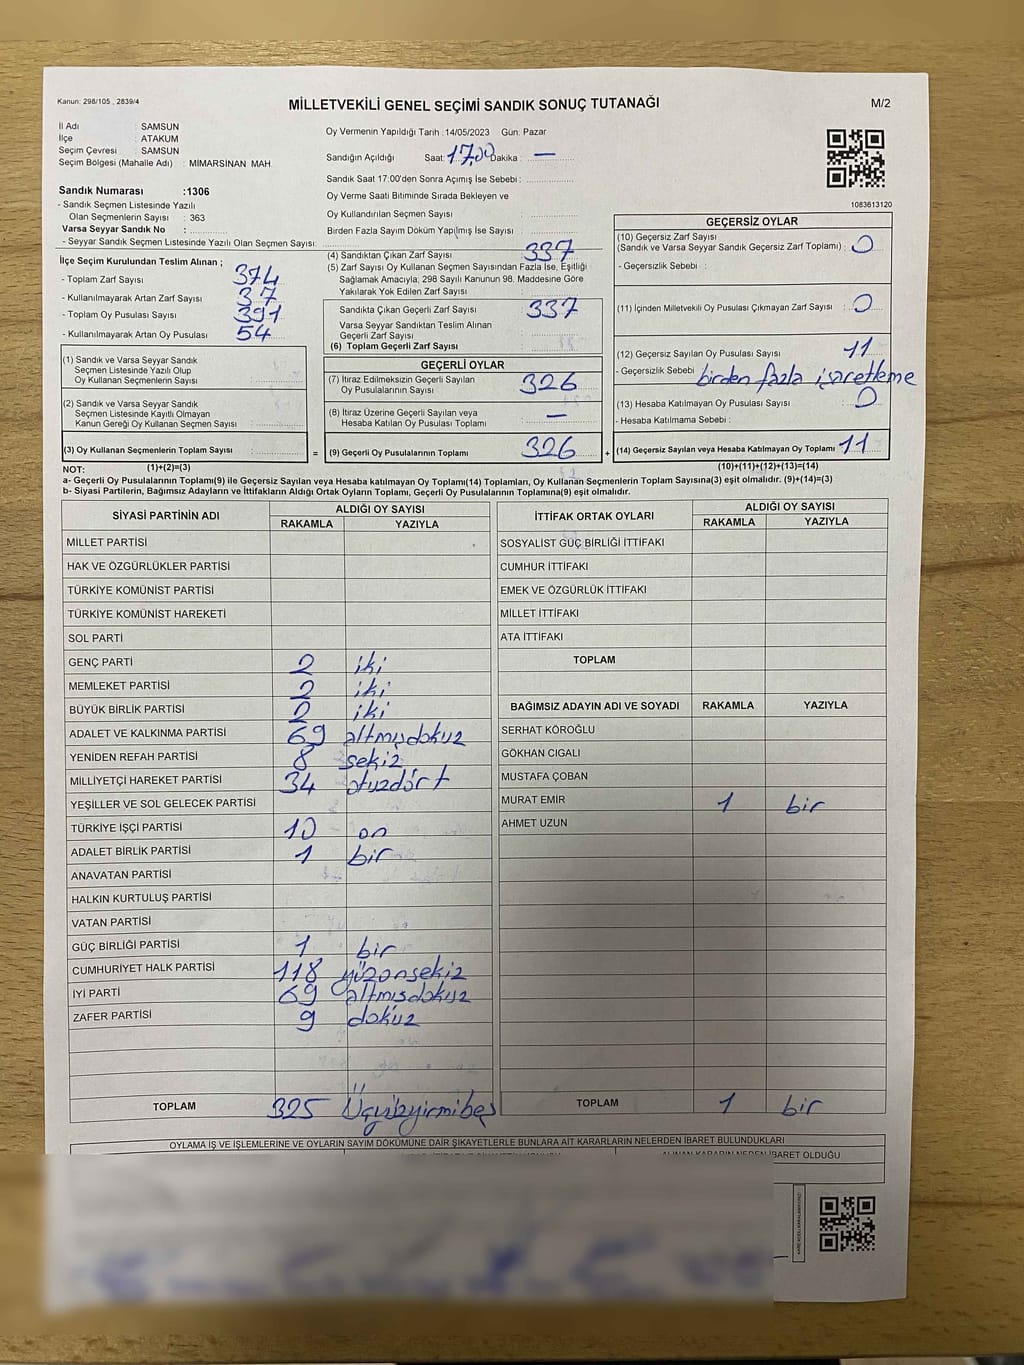 Kanun: 298/105 , 2839/4
MİLLETVEKİLİ GENEL SEÇİMİ SANDIK SONUÇ TUTANAĞI
M/2
İl Adı : SAMSUN
İlçe : ATAKUM
Seçim Çevresi : SAMSUN
Seçim Bölgesi (Mahalle Adı) : MİMARSİNAN MAH.
Sandık Numarası :1306
- Sandık Seçmen Listesinde Yazılı
Olan Seçmenlerin Sayısı : 363
Varsa Seyyar Sandık No :
- Seyyar Sandık Seçmen Listesinde Yazılı Olan Seçmen Sayısı:
Oy Vermenin Yapıldığı Tarih :14/05/2023 Gün: Pazar
Sandığın Açıldığı Saat: 17.00 Dakika : —
Sandık Saat 17:00'den Sonra Açımış İse Sebebi :
Oy Verme Saati Bitiminde Sırada Bekleyen ve
Oy Kullandırılan Seçmen Sayısı :
Birden Fazla Sayım Döküm Yapılmış İse Sayısı :
1083613120
İlçe Seçim Kurulundan Teslim Alınan ;
- Toplam Zarf Sayısı : 374
- Kullanılmayarak Artan Zarf Sayısı : 37
- Toplam Oy Pusulası Sayısı : 391
- Kullanılmayarak Artan Oy Pusulası : 54
(1) Sandık ve Varsa Seyyar Sandık
Seçmen Listesinde Yazılı Olup
Oy Kullanan Seçmenlerin Sayısı :
(2) Sandık ve Varsa Seyyar Sandık
Seçmen Listesinde Kayıtlı Olmayan
Kanun Gereği Oy Kullanan Seçmen Sayısı :
(3) Oy Kullanan Seçmenlerin Toplam Sayısı :
(4) Sandıktan Çıkan Zarf Sayısı : 337
(5) Zarf Sayısı Oy Kullanan Seçmen Sayısından Fazla İse, Eşitliği
Sağlamak Amacıyla, 298 Sayılı Kanunun 98. Maddesine Göre
Yakılarak Yok Edilen Zarf Sayısı :
Sandıkta Çıkan Geçerli Zarf Sayısı : 337
Varsa Seyyar Sandıktan Teslim Alınan
Geçerli Zarf Sayısı :
(6) Toplam Geçerli Zarf Sayısı :
GEÇERLİ OYLAR
(7) İtiraz Edilmeksizin Geçerli Sayılan
Oy Pusulalarının Sayısı : 326
(8) İtiraz Üzerine Geçerli Sayılan veya
Hesaba Katılan Oy Pusulası Toplamı : —
= (9) Geçerli Oy Pusulalarının Toplamı : 326 +
GEÇERSİZ OYLAR
(10) Geçersiz Zarf Sayısı
(Sandık ve Varsa Seyyar Sandık Geçersiz Zarf Toplamı) : 0
- Geçersizlik Sebebi :
(11) İçinden Milletvekili Oy Pusulası Çıkmayan Zarf Sayısı : 0
(12) Geçersiz Sayılan Oy Pusulası Sayısı : 11
- Geçersizlik Sebebi birden fazla işaretleme
(13) Hesaba Katılmayan Oy Pusulası Sayısı : 0
- Hesaba Katılmama Sebebi :
(14) Geçersiz Sayılan veya Hesaba Katılmayan Oy Toplamı : 11
NOT: (1)+(2)=(3) (10)+(11)+(12)+(13)=(14)
a- Geçerli Oy Pusulalarının Toplamı(9) ile Geçersiz Sayılan veya Hesaba katılmayan Oy Toplamı(14) Toplamları, Oy Kullanan Seçmenlerin Toplam Sayısına(3) eşit olmalıdır. (9)+(14)=(3)
b- Siyasi Partilerin, Bağımsız Adayların ve İttifakların Aldığı Ortak Oyların Toplamı, Geçerli Oy Pusulalarının Toplamına(9) eşit olmalıdır.
SİYASİ PARTİNİN ADI ALDIĞI OY SAYISI
RAKAMLA YAZIYLA
MİLLET PARTİSİ
HAK VE ÖZGÜRLÜKLER PARTİSİ
TÜRKİYE KOMÜNİST PARTİSİ
TÜRKİYE KOMÜNİST HAREKETİ
SOL PARTİ
GENÇ PARTİ 2 iki
MEMLEKET PARTİSİ 2 iki
BÜYÜK BİRLİK PARTİSİ 2 iki
ADALET VE KALKINMA PARTİSİ 69 altmışdokuz
YENİDEN REFAH PARTİSİ 8 sekiz
MİLLİYETÇİ HAREKET PARTİSİ 34 otuzdört
YEŞİLLER VE SOL GELECEK PARTİSİ
TÜRKİYE İŞÇİ PARTİSİ 10 on
ADALET BİRLİK PARTİSİ 1 bir
ANAVATAN PARTİSİ
HALKIN KURTULUŞ PARTİSİ
VATAN PARTİSİ
GÜÇ BİRLİĞİ PARTİSİ 1 bir
CUMHURİYET HALK PARTİSİ 118 yüzonsekiz
İYİ PARTİ 69 altmışdokuz
ZAFER PARTİSİ 9 dokuz
TOPLAM 325 Üçyüzyirmibeş
İTTİFAK ORTAK OYLARI ALDIĞI OY SAYISI
RAKAMLA YAZIYLA
SOSYALİST GÜÇ BİRLİĞİ İTTİFAKI
CUMHUR İTTİFAKI
EMEK VE ÖZGÜRLÜK İTTİFAKI
MİLLET İTTİFAKI
ATA İTTİFAKI
TOPLAM
BAĞIMSIZ ADAYIN ADI VE SOYADI RAKAMLA YAZIYLA
SERHAT KÖROĞLU
GÖKHAN CIGALI
MUSTAFA ÇOBAN
MURAT EMİR 1 bir
AHMET UZUN
TOPLAM 1 bir
OYLAMA İŞ VE İŞLEMLERİNE VE OYLARIN SAYIM DÖKÜMÜNE DAİR ŞİKAYETLERLE BUNLARA AİT KARARLARIN NELERDEN İBARET BULUNDUKLARI
ALINAN KARARIN NEDEN İBARET OLDUĞU